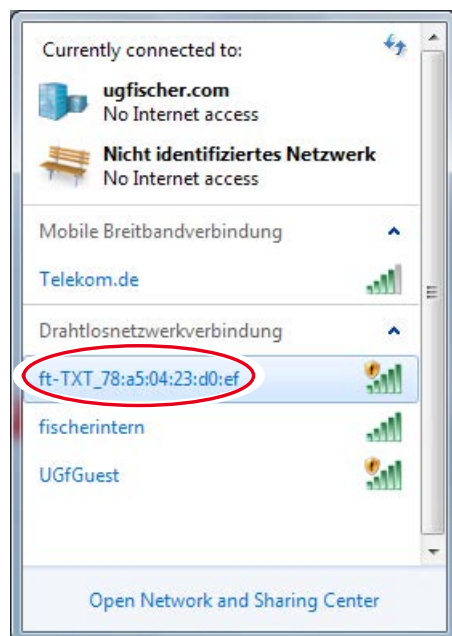 Currently connected to:
ugfischer.com
No Internet access
Nicht identifiziertes Netzwerk
No Internet access
Mobile Breitbandverbindung
Telekom.de
Drahtlosnetzwerkverbindung
ft-TXT_78:a5:04:23:d0:ef
fischerintern
UGfGuest
Open Network and Sharing Center